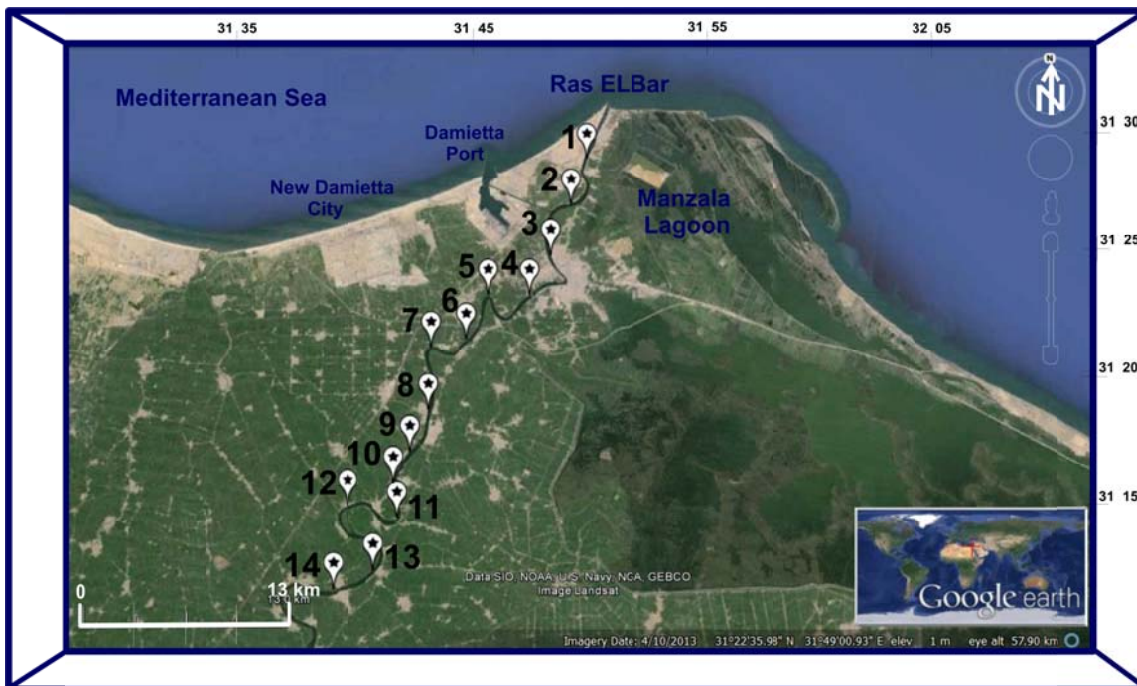 31 35
31 45
31 55
32 05
Ras ELBar
Mediterranean Sea
N
N
Damietta
Port
1
31 30
New Damietta
City
2
Manzala
Lagoon
3
31 25
5
4
6
7
31 20
8
9
10
12
11
31 15
14
13
0
13 km
13.0 km
Data SIO, NOAA, U.S. Navy, NGA, GEBCO
Image Landsat
Google earth
Imagery Date: 4/10/2013 31°22'35.98" N 31°49'00.93" E elev 1 m eye alt 57.90 km